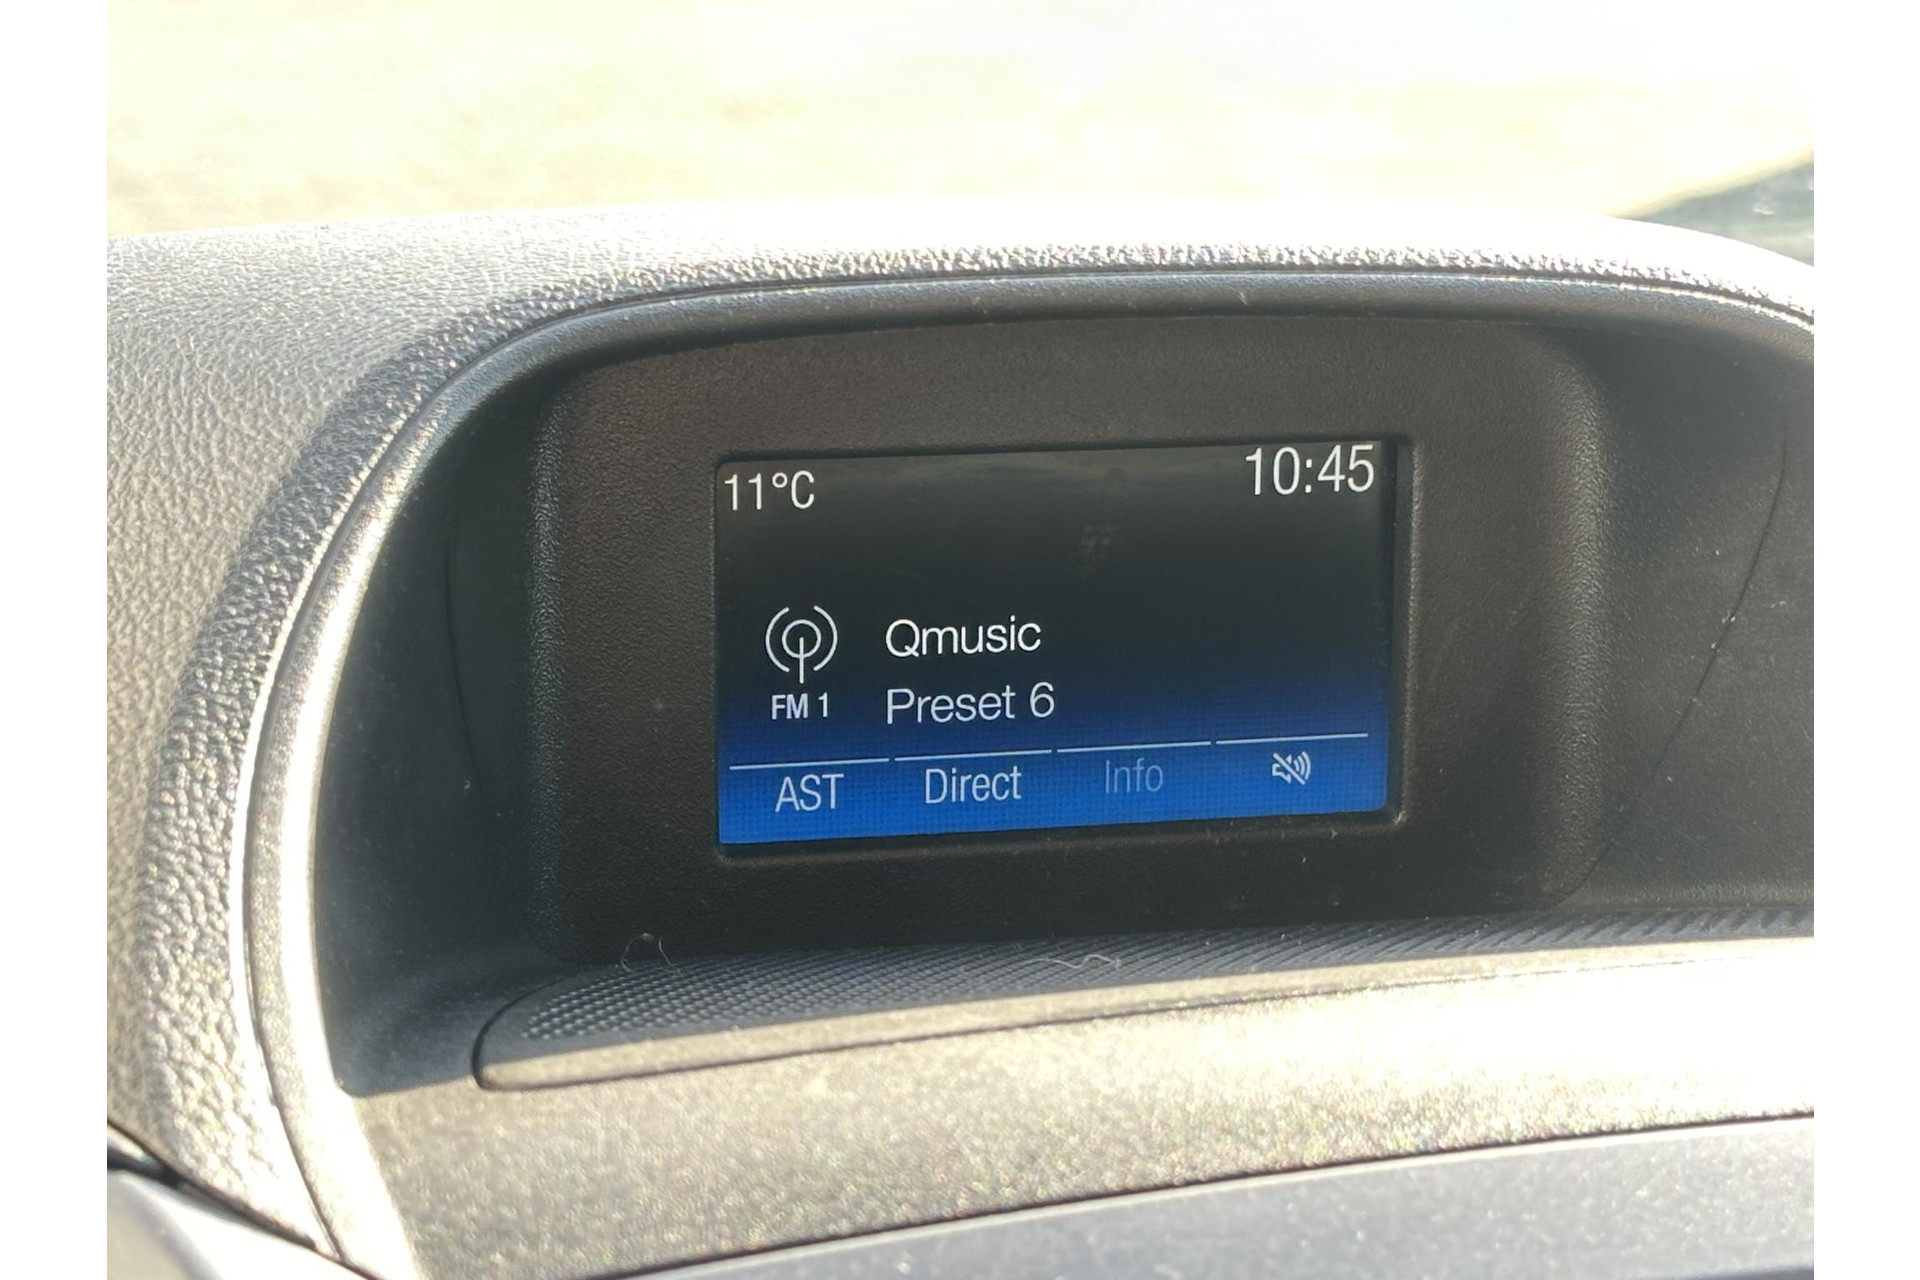 11°C 10:45
Qmusic
FM 1 Preset 6
AST Direct Info